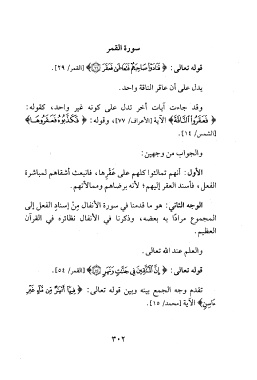 سورة القمر
قوله تعالى: ﴿ فَنَادَوْا صَاحِبَهُمْ فَتَعَاطَىٰ فَعَقَرَ ﴾ [القمر/ ٢٩].
يدل على أن عاقر الناقة واحد.
وقد جاءت آيات أخر تدل على كونه غير واحد، كقوله:
﴿ فَعَقَرُوا النَّاقَةَ ﴾ الآية [الأعراف/ ٧٧]، وقوله: ﴿ فَكَذَّبُوهُ فَعَقَرُوهَا ﴾
[الشمس/ ١٤].
والجواب من وجهين:
الأول: أنهم تمالئوا كلهم على عَقْرها، فانبعث أشقاهم لمباشرة
الفعل، فأسند العقر إليهم؛ لأنه برضاهم وممالأتهم.
الوجه الثاني: هو ما قدمنا في سورة الأنفال مِنْ إسناد الفعل إلى
المجموع مرادًا به بعضه، وذكرنا في الأنفال نظائره في القرآن
العظيم.
والعلم عند الله تعالى.
قوله تعالى: ﴿ إِنَّ الْمُتَّقِينَ فِي جَنَّاتٍ وَنَهَرٍ ﴾ [القمر/ ٥٤].
تقدم وجه الجمع بينه وبين قوله تعالى: ﴿ فِيهَا أَنْهَارٌ مِّن مَّاءٍ غَيْرِ
آسِنٍ ﴾ الآية [محمد/ ١٥].
٣٠٢